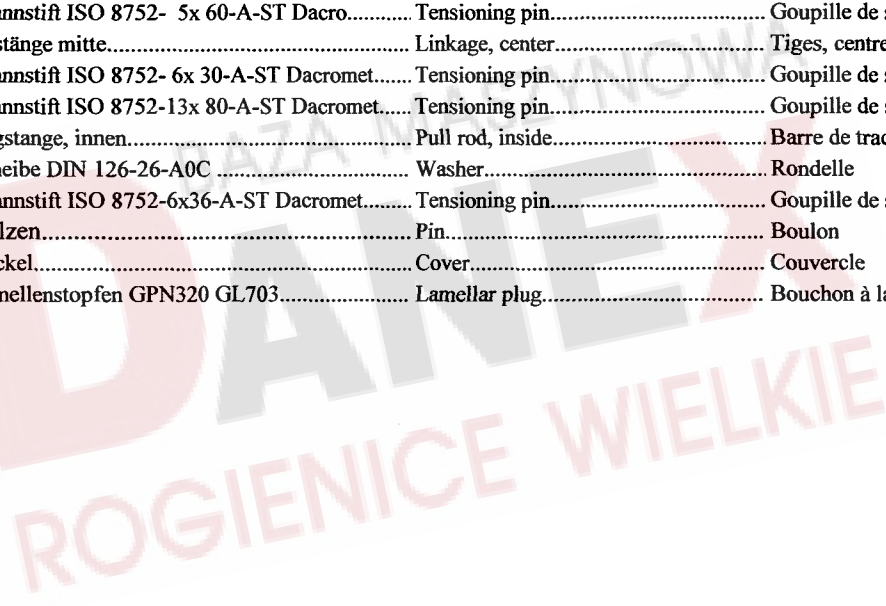 annstift ISO 8752- 5x 60-A-ST Dacro............ Tensioning pin.......................................... Goupille de s
stänge mitte.......................................................... Linkage, center......................................... Tiges, centre
annstift ISO 8752- 6x 30-A-ST Dacromet....... Tensioning pin.......................................... Goupille de s
annstift ISO 8752-13x 80-A-ST Dacromet...... Tensioning pin.......................................... Goupille de s
gstange, innen...................................................... Pull rod, inside.......................................... Barre de trac
heibe DIN 126-26-A0C ..................................... Washer...................................................... Rondelle
annstift ISO 8752-6x36-A-ST Dacromet......... Tensioning pin.......................................... Goupille de s
lzen....................................................................... Pin............................................................. Boulon
ckel........................................................................ Cover......................................................... Couvercle
mellenstopfen GPN320 GL703......................... Lamellar plug........................................... Bouchon à la
BAZA MASZYNOWA
DANEX
ROGIENICE WIELKIE